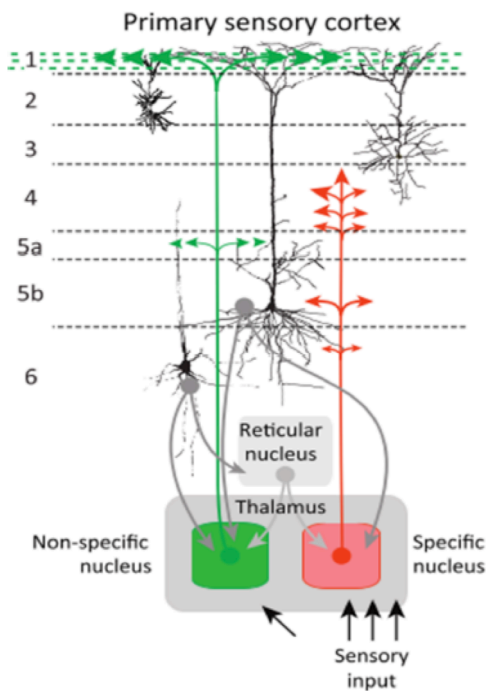 Primary sensory cortex
1
2
3
4
5a
5b
6
Reticular
nucleus
Thalamus
Non-specific
nucleus
Specific
nucleus
Sensory
input